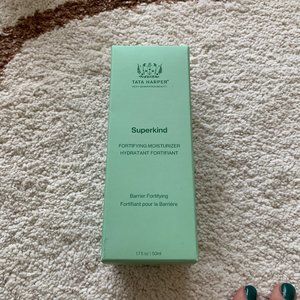 TATA HARPER
Superkind
FORTIFYING MOISTURIZER
HYDRATANT FORTIFIANT
Barrier Fortifying
Fortifiant pour la Barrière
1.7 fl oz | 50ml